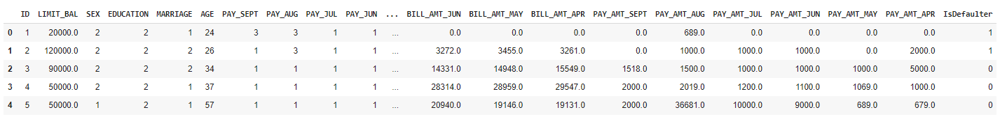 ID LIMIT_BAL SEX EDUCATION MARRIAGE AGE PAY_SEPT PAY_AUG PAY_JUL PAY_JUN ... BILL_AMT_JUN BILL_AMT_MAY BILL_AMT_APR PAY_AMT_SEPT PAY_AMT_AUG PAY_AMT_JUL PAY_AMT_JUN PAY_AMT_MAY PAY_AMT_APR IsDefaulter
0 1 20000.0 2 2 1 24 3 3 1 1 ... 0.0 0.0 0.0 0.0 689.0 0.0 0.0 0.0 0.0 1
1 2 120000.0 2 2 2 26 1 3 1 1 ... 3272.0 3455.0 3261.0 0.0 1000.0 1000.0 1000.0 0.0 2000.0 1
2 3 90000.0 2 2 2 34 1 1 1 1 ... 14331.0 14948.0 15549.0 1518.0 1500.0 1000.0 1000.0 1000.0 5000.0 0
3 4 50000.0 2 2 1 37 1 1 1 1 ... 28314.0 28959.0 29547.0 2000.0 2019.0 1200.0 1100.0 1069.0 1000.0 0
4 5 50000.0 1 2 1 57 1 1 1 1 ... 20940.0 19146.0 19131.0 2000.0 36681.0 10000.0 9000.0 689.0 679.0 0